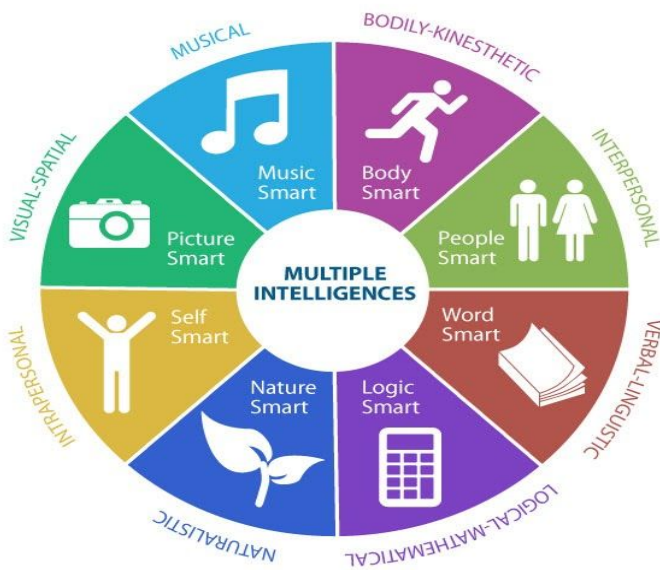 MUSICAL
BODILY-KINESTHETIC
INTERPERSONAL
VERBAL-LINGUISTIC
LOGICAL-MATHEMATICAL
NATURALISTIC
INTRAPERSONAL
VISUAL-SPATIAL
Music
Smart
Body
Smart
People
Smart
Word
Smart
Logic
Smart
Nature
Smart
Self
Smart
Picture
Smart
MULTIPLE
INTELLIGENCES